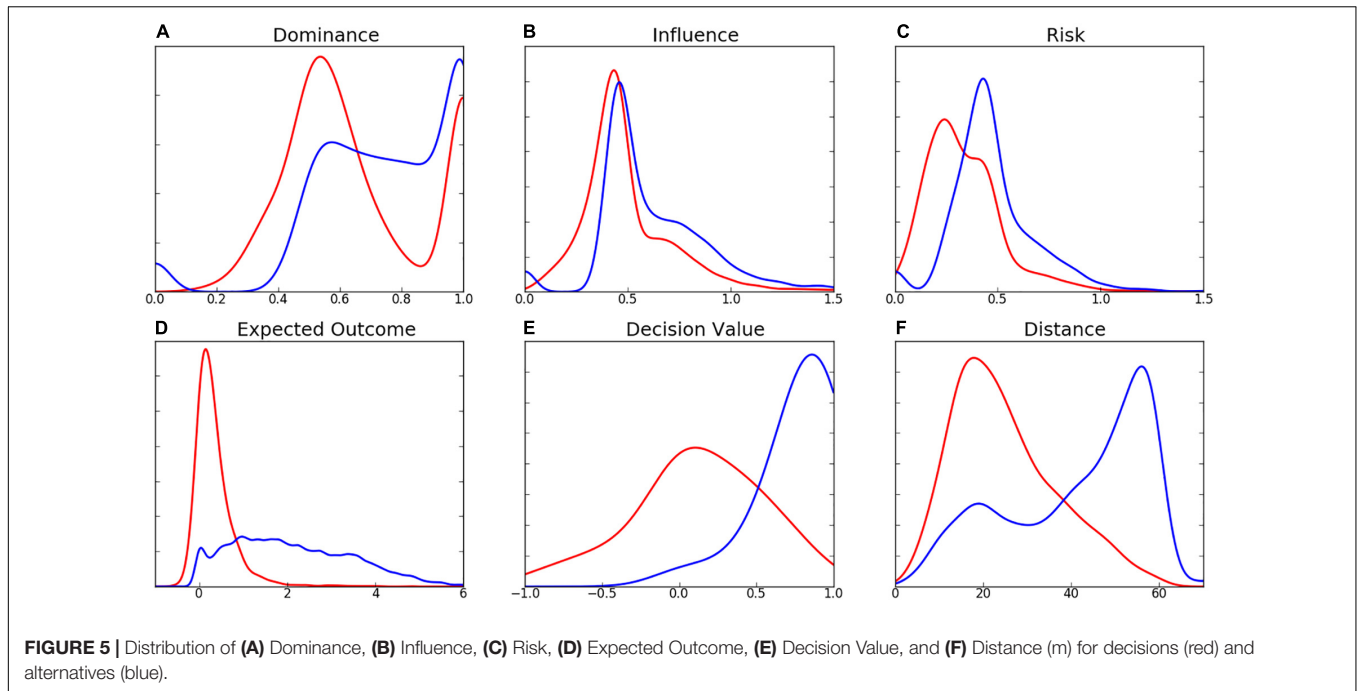 A Dominance
B Influence
C Risk
0.0 0.2 0.4 0.6 0.8 1.0
0.0 0.5 1.0 1.5
0.0 0.5 1.0 1.5
D Expected Outcome
E Decision Value
F Distance
0 2 4 6
−1.0 −0.5 0.0 0.5 1.0
0 20 40 60
FIGURE 5 | Distribution of (A) Dominance, (B) Influence, (C) Risk, (D) Expected Outcome, (E) Decision Value, and (F) Distance (m) for decisions (red) and
alternatives (blue).